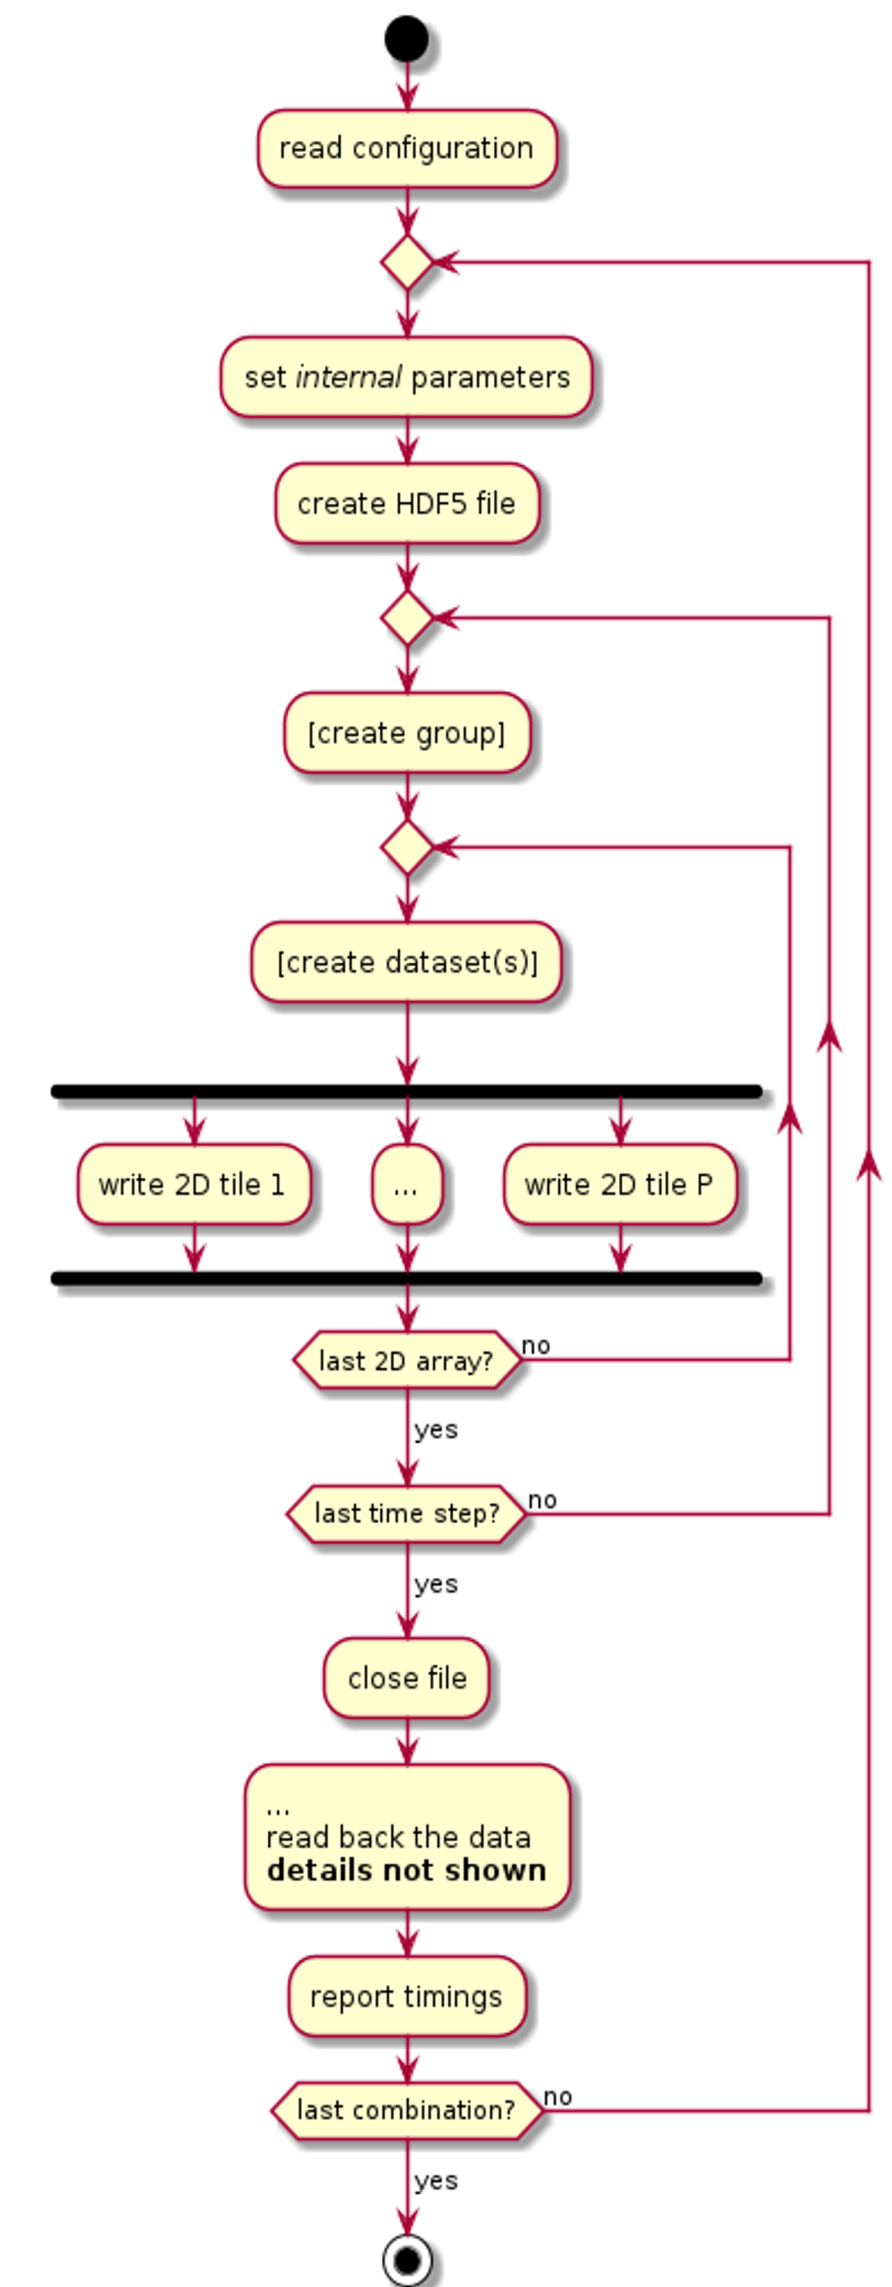 read configuration
set internal parameters
create HDF5 file
[create group]
[create dataset(s)]
write 2D tile 1
...
write 2D tile P
last 2D array?
no
yes
last time step?
no
yes
close file
...
read back the data
details not shown
report timings
last combination?
no
yes